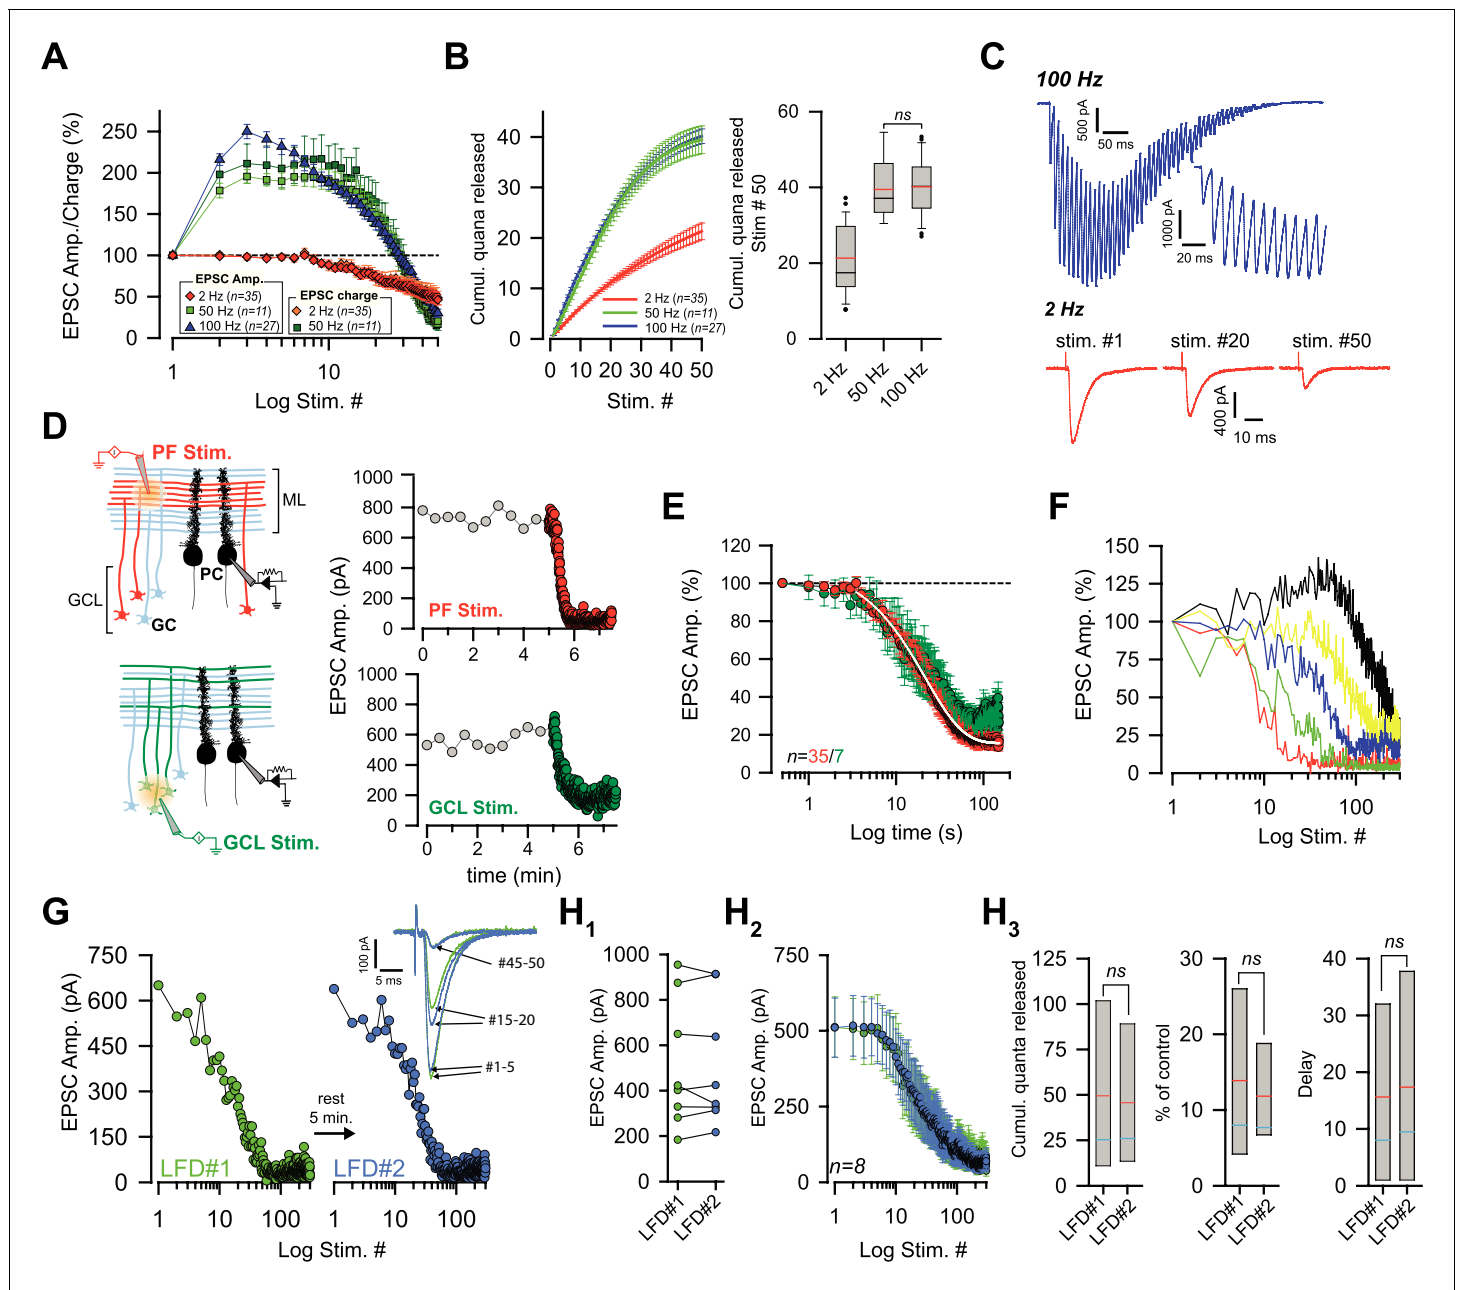 A
EPSC Amp./Charge (%)
250
200
150
100
50
0
1
10
Log Stim. #
EPSC Amp.
2 Hz (n=35)
50 Hz (n=11)
100 Hz (n=27)
EPSC charge
2 Hz (n=35)
50 Hz (n=11)
B
Cumul. quana released
40
30
20
10
0
0 10 20 30 40 50
Stim. #
2 Hz (n=35)
50 Hz (n=11)
100 Hz (n=27)
Cumul. quana released
Stim # 50
60
40
20
0
ns
2 Hz
50 Hz
100 Hz
C
100 Hz
500 pA
50 ms
1000 pA
20 ms
2 Hz
stim. #1
stim. #20
stim. #50
400 pA
10 ms
D
PF Stim.
ML
PC
GCL
GC
GCL Stim.
EPSC Amp. (pA)
1000
800
600
400
200
0
PF Stim.
0 2 4 6
1000
800
600
400
200
0
GCL Stim.
0 2 4 6
time (min)
E
EPSC Amp. (%)
120
100
80
60
40
20
0
n=35/7
1 10 100
Log time (s)
F
EPSC Amp. (%)
150
125
100
75
50
25
0
1 10 100
Log Stim. #
G
EPSC Amp. (pA)
750
600
450
300
150
0
LFD#1
1 10 100
rest
5 min.
LFD#2
1 10 100
Log Stim. #
100 pA
5 ms
#45-50
#15-20
#1-5
H1
EPSC Amp. (pA)
1000
800
600
400
200
0
LFD#1
LFD#2
H2
EPSC Amp. (pA)
750
500
250
0
n=8
1 10 100
Log Stim. #
H3
Cumul. quanta released
125
100
75
50
25
0
ns
LFD#1
LFD#2
% of control
30
20
10
0
ns
LFD#1
LFD#2
Delay
40
30
20
10
0
ns
LFD#1
LFD#2